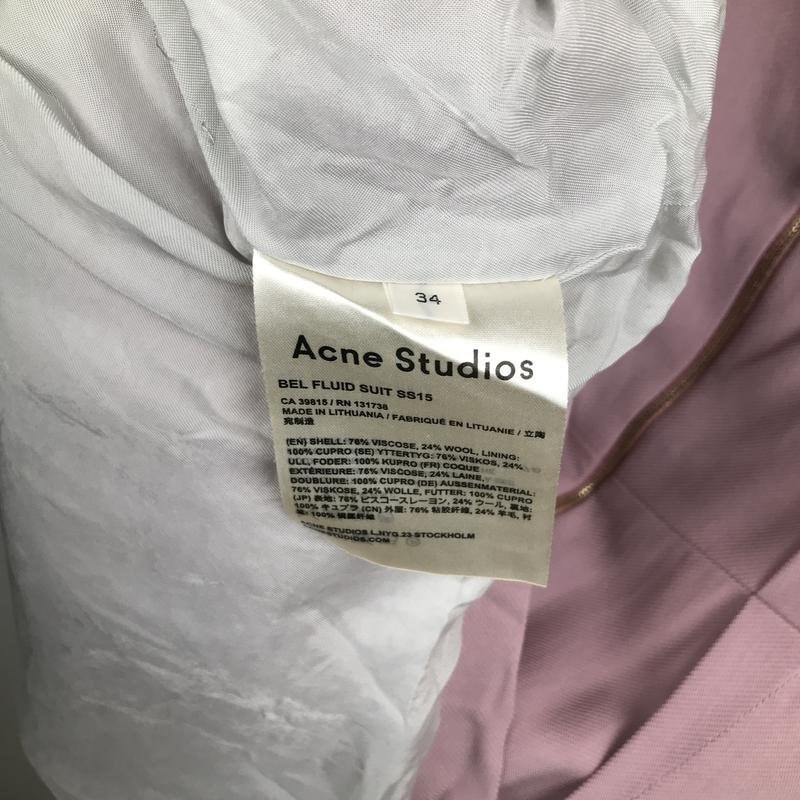 34
Acne Studios
BEL FLUID SUIT SS15
CA 39815 / RN 131738
MADE IN LITHUANIA / FABRIQUÉ EN LITUANIE / 立陶
宛制造
(EN) SHELL: 76% VISCOSE, 24% WOOL, LINING:
100% CUPRO (SE) YTTERTYG: 76% VISKOS, 24%
ULL, FODER: 100% KUPRO (FR) COQUE
EXTÉRIEURE: 76% VISCOSE, 24% LAINE,
DOUBLURE: 100% CUPRO (DE) AUSSENMATERIAL:
76% VISKOSE, 24% WOLLE, FUTTER: 100% CUPRO
(JP) 表地: 76% ビスコースレーヨン, 24% ウール, 裏地:
100% キュプラ (CN) 外层: 76% 粘胶纤维, 24% 羊毛, 衬
100% 铜氨纤维
ACNE STUDIOS L.NYG.23 STOCKHOLM
STUDIOS.COM